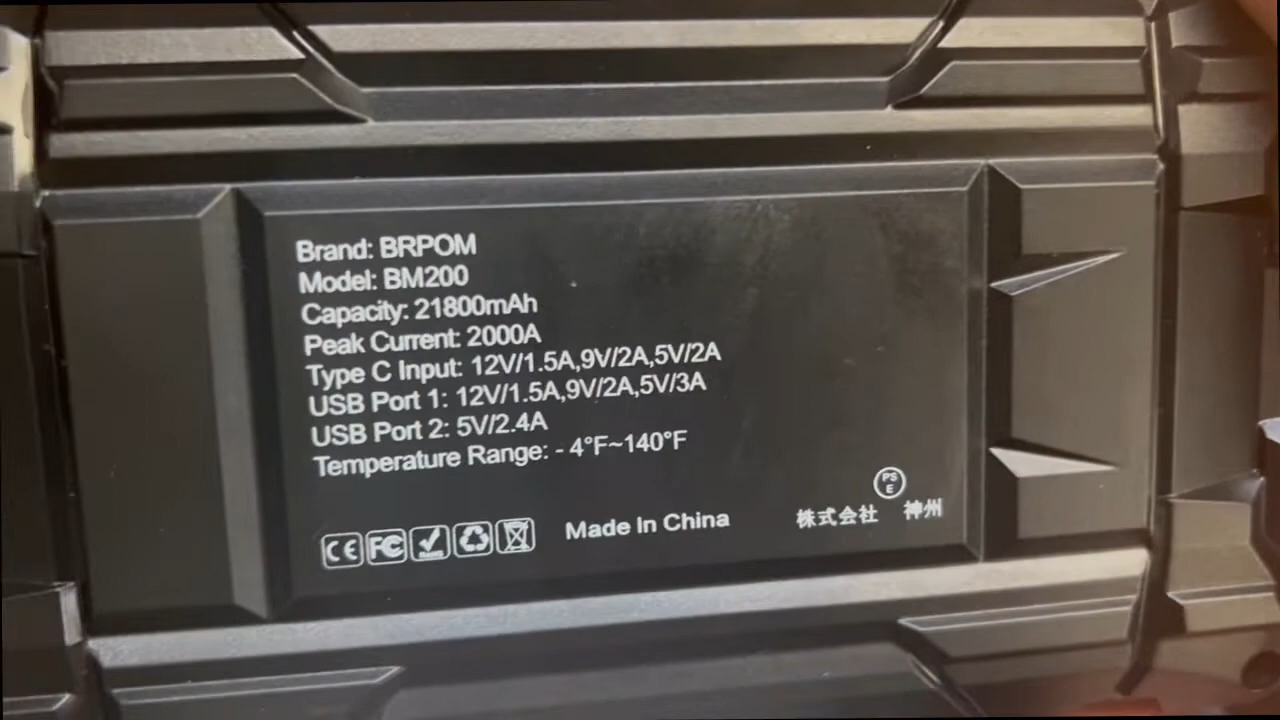 Brand: BRPOM
Model: BM200
Capacity: 21800mAh
Peak Current: 2000A
Type C Input: 12V/1.5A,9V/2A,5V/2A
USB Port 1: 12V/1.5A,9V/2A,5V/3A
USB Port 2: 5V/2.4A
Temperature Range: - 4°F~140°F
PS
E
CE FC Made In China 株式会社 神州